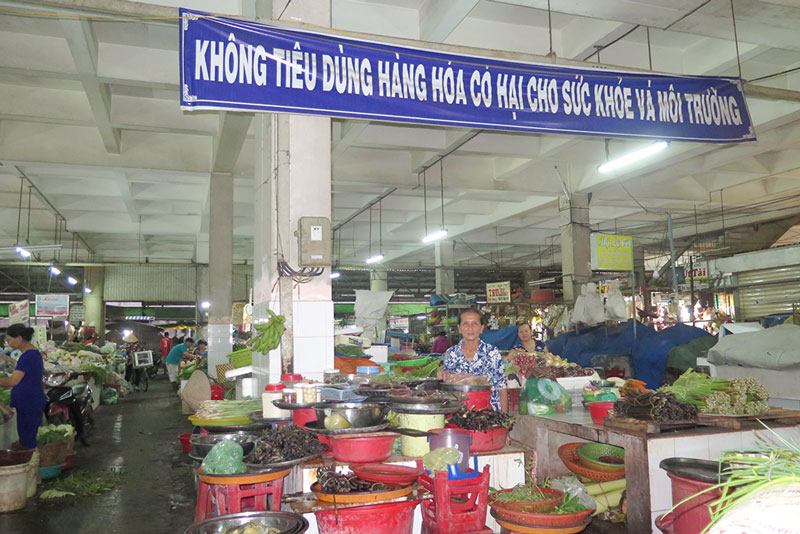 KHÔNG TIÊU DÙNG HÀNG HÓA CÓ HẠI CHO SỨC KHỎE VÀ MÔI TRƯỜNG